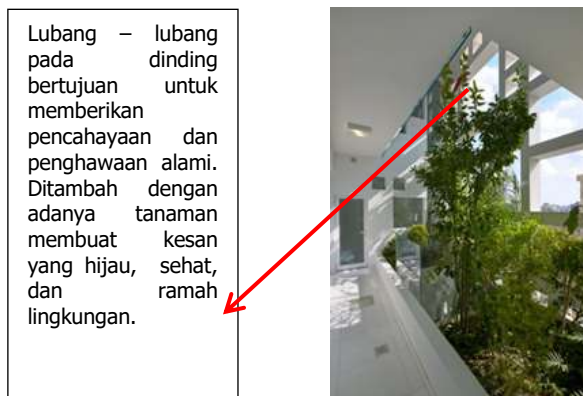 Lubang – lubang
pada dinding
bertujuan untuk
memberikan
pencahayaan dan
penghawaan alami.
Ditambah dengan
adanya tanaman
membuat kesan
yang hijau, sehat,
dan ramah
lingkungan.